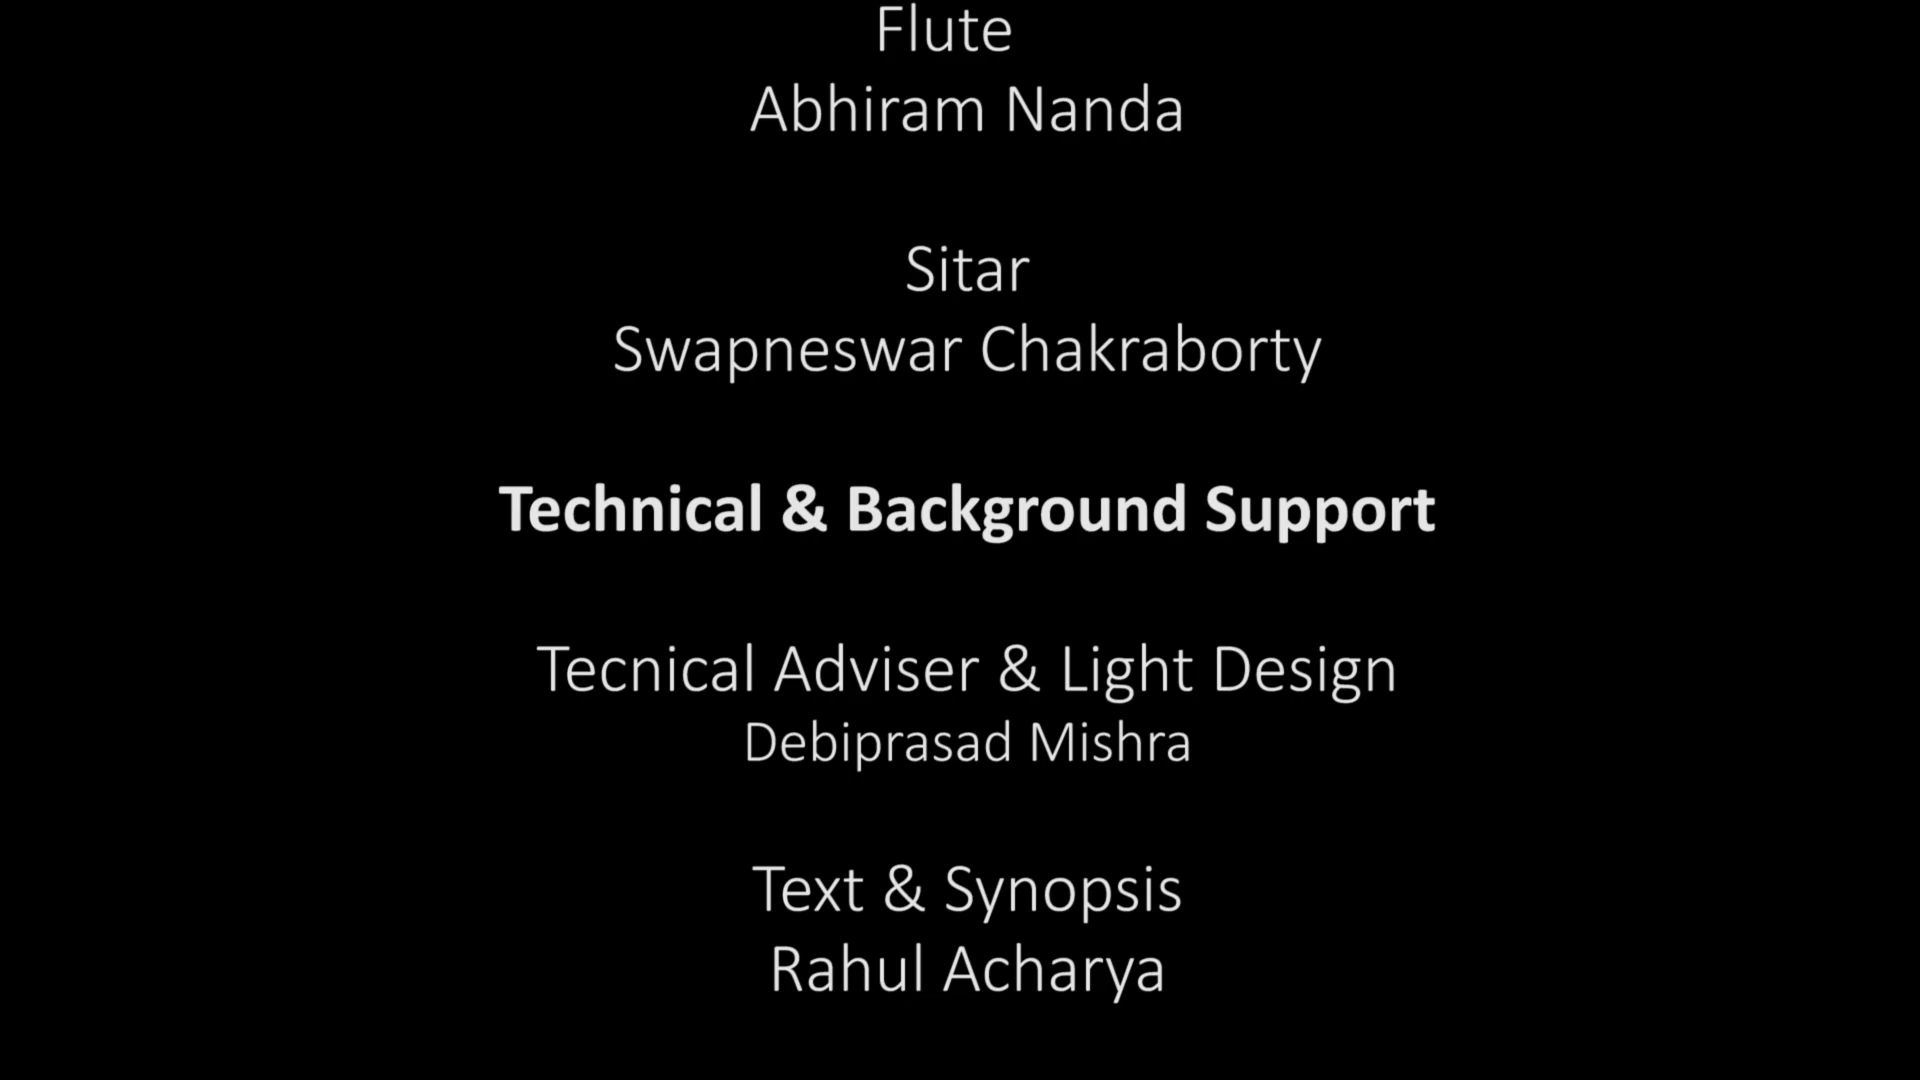 Flute
Abhiram Nanda
Sitar
Swapneswar Chakraborty
Technical & Background Support
Tecnical Adviser & Light Design
Debiprasad Mishra
Text & Synopsis
Rahul Acharya